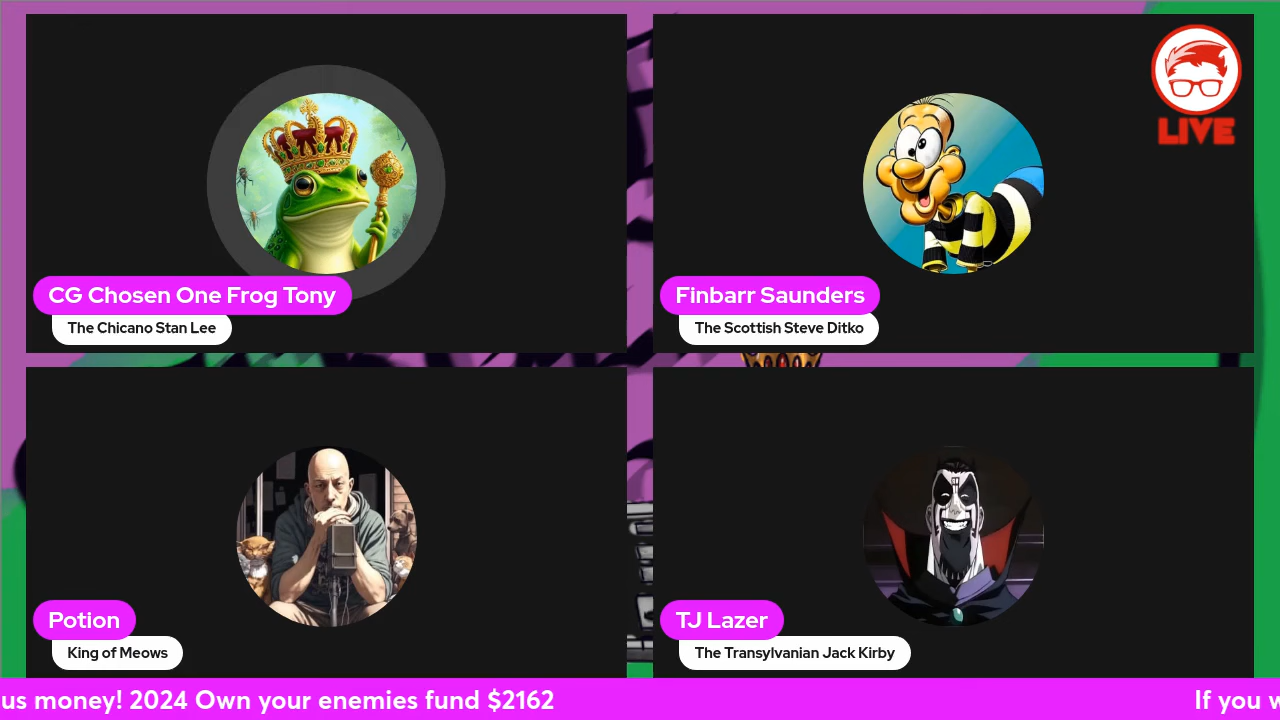 LIVE
CG Chosen One Frog Tony
The Chicano Stan Lee
Finbarr Saunders
The Scottish Steve Ditko
Potion
King of Meows
TJ Lazer
The Transylvanian Jack Kirby
us money! 2024 Own your enemies fund $2162
If you w